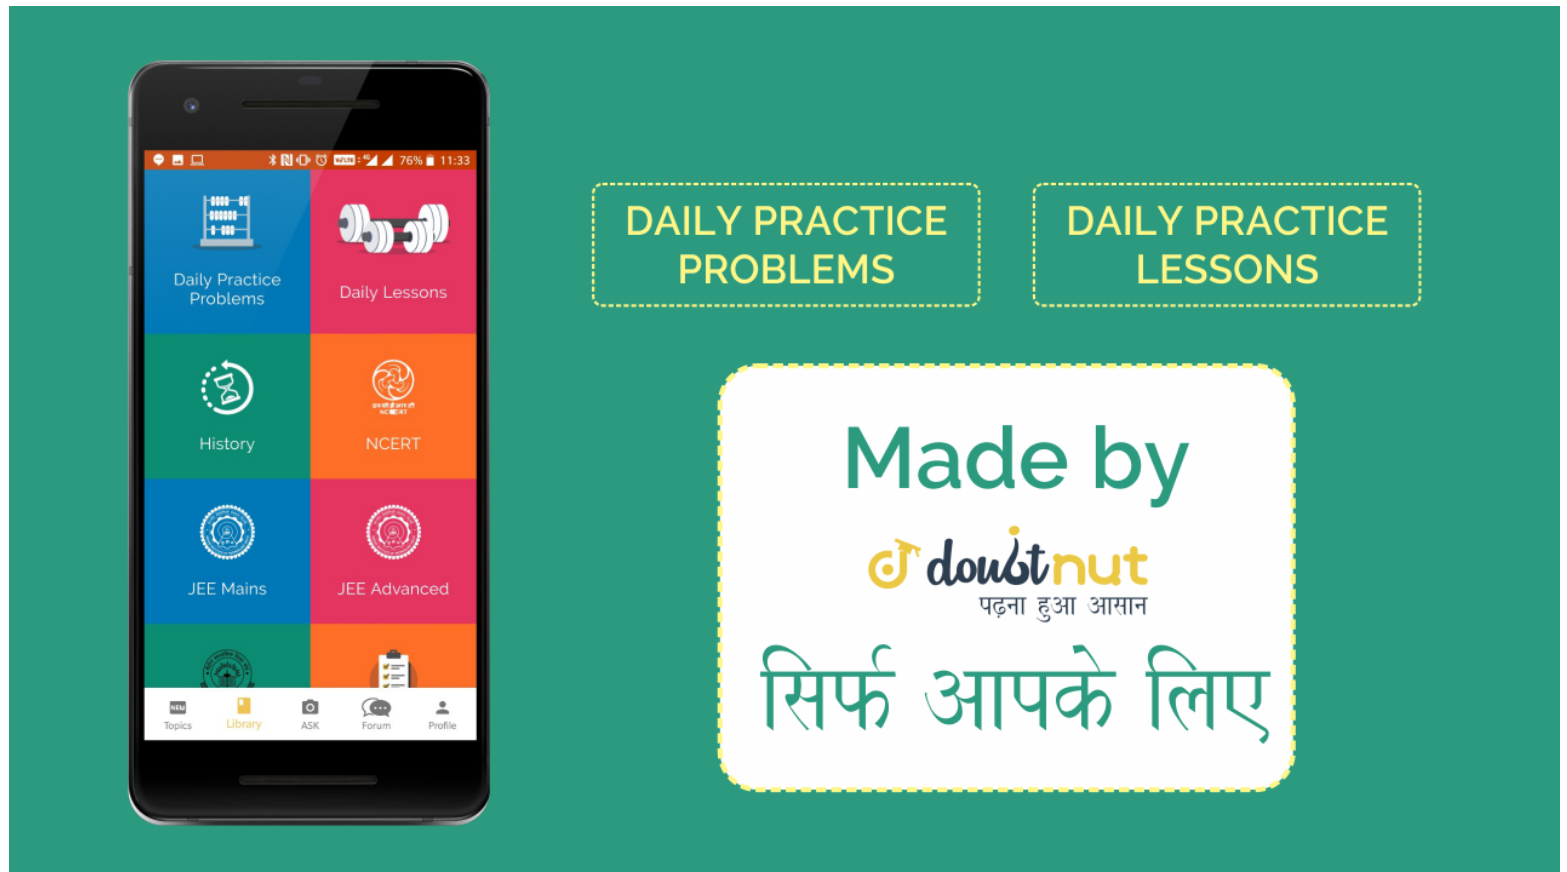 76% 11:33
Daily Practice
Problems
Daily Lessons
History
NCERT
JEE Mains
JEE Advanced
NEW
Topics
Library
ASK
Forum
Profile
DAILY PRACTICE
PROBLEMS
DAILY PRACTICE
LESSONS
Made by
doubtnut
पढ़ना हुआ आसान
सिर्फ आपके लिए